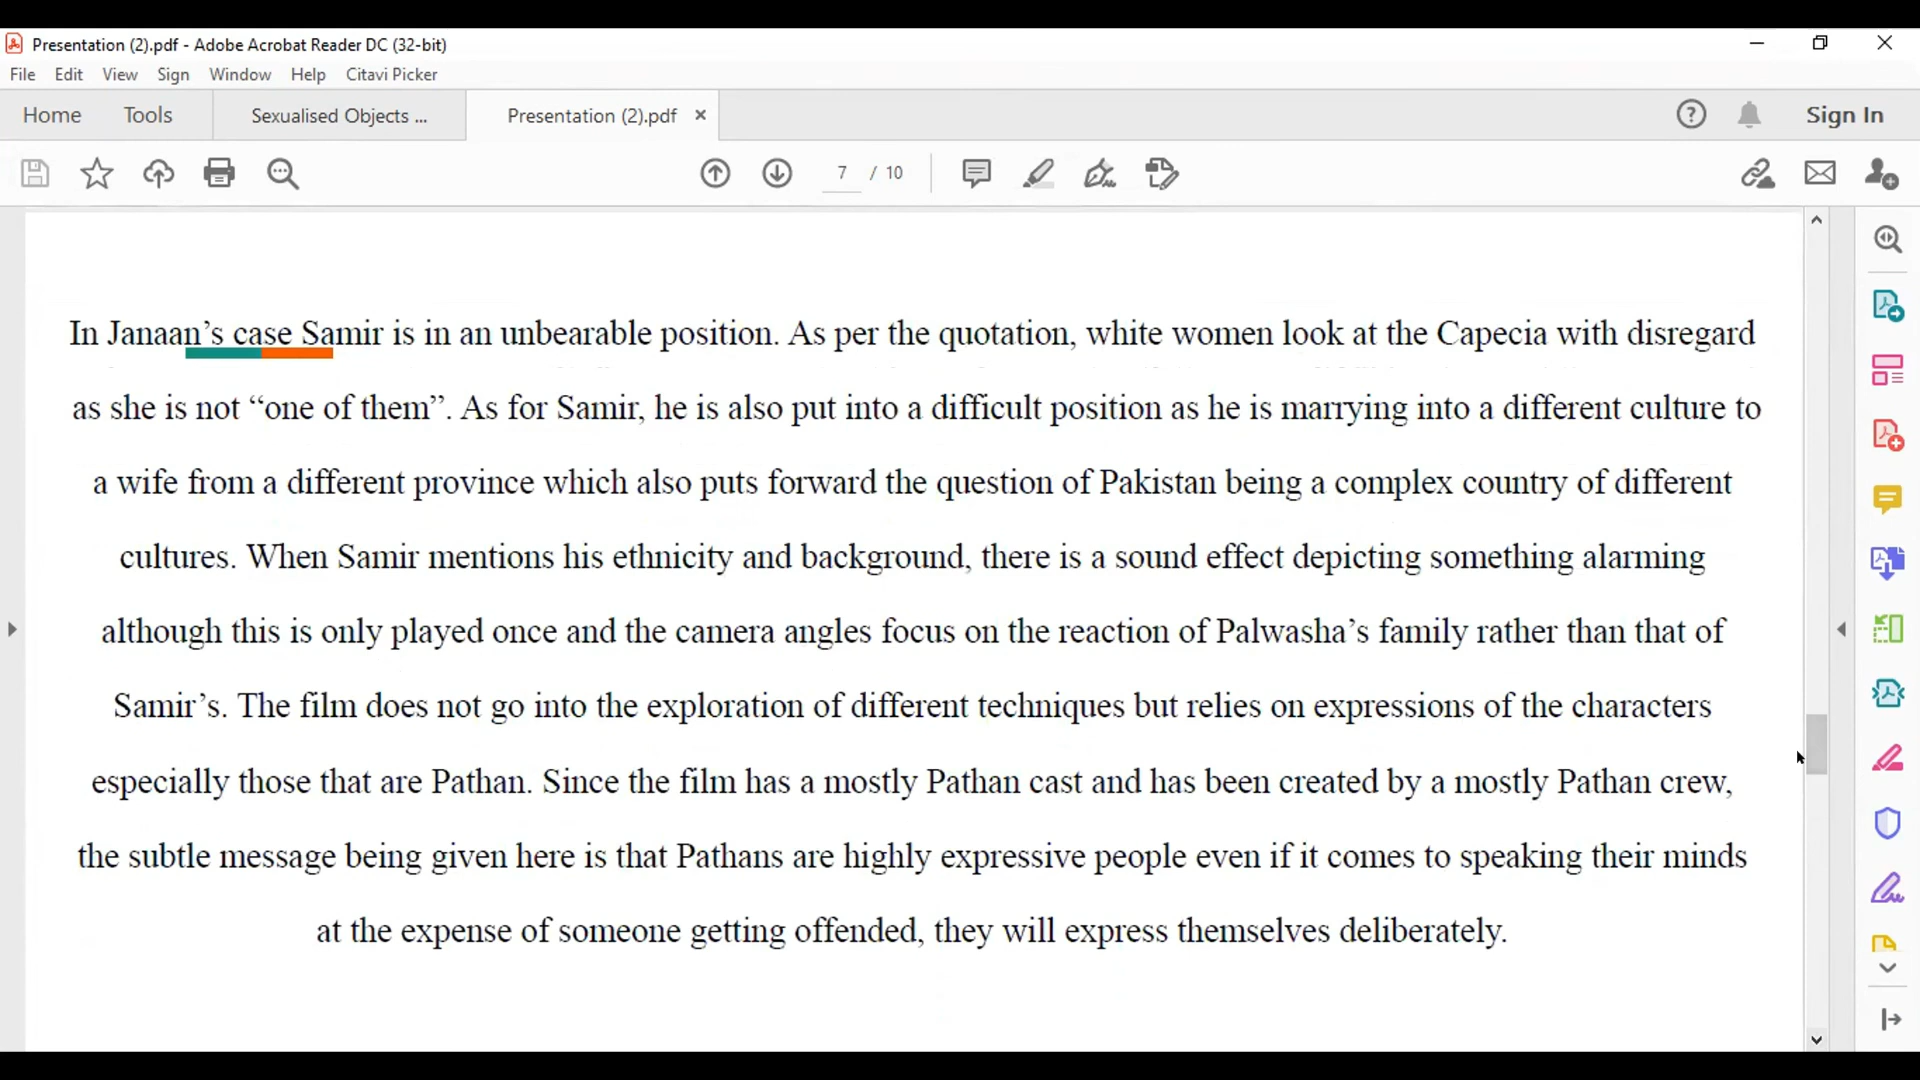 Presentation (2).pdf - Adobe Acrobat Reader DC (32-bit)
File Edit View Sign Window Help Citavi Picker
Home Tools Sexualised Objects ... Presentation (2).pdf × Sign In
7 / 10
In Janaan’s case Samir is in an unbearable position. As per the quotation, white women look at the Capecia with disregard
as she is not “one of them”. As for Samir, he is also put into a difficult position as he is marrying into a different culture to
a wife from a different province which also puts forward the question of Pakistan being a complex country of different
cultures. When Samir mentions his ethnicity and background, there is a sound effect depicting something alarming
although this is only played once and the camera angles focus on the reaction of Palwasha’s family rather than that of
Samir’s. The film does not go into the exploration of different techniques but relies on expressions of the characters
especially those that are Pathan. Since the film has a mostly Pathan cast and has been created by a mostly Pathan crew,
the subtle message being given here is that Pathans are highly expressive people even if it comes to speaking their minds
at the expense of someone getting offended, they will express themselves deliberately.